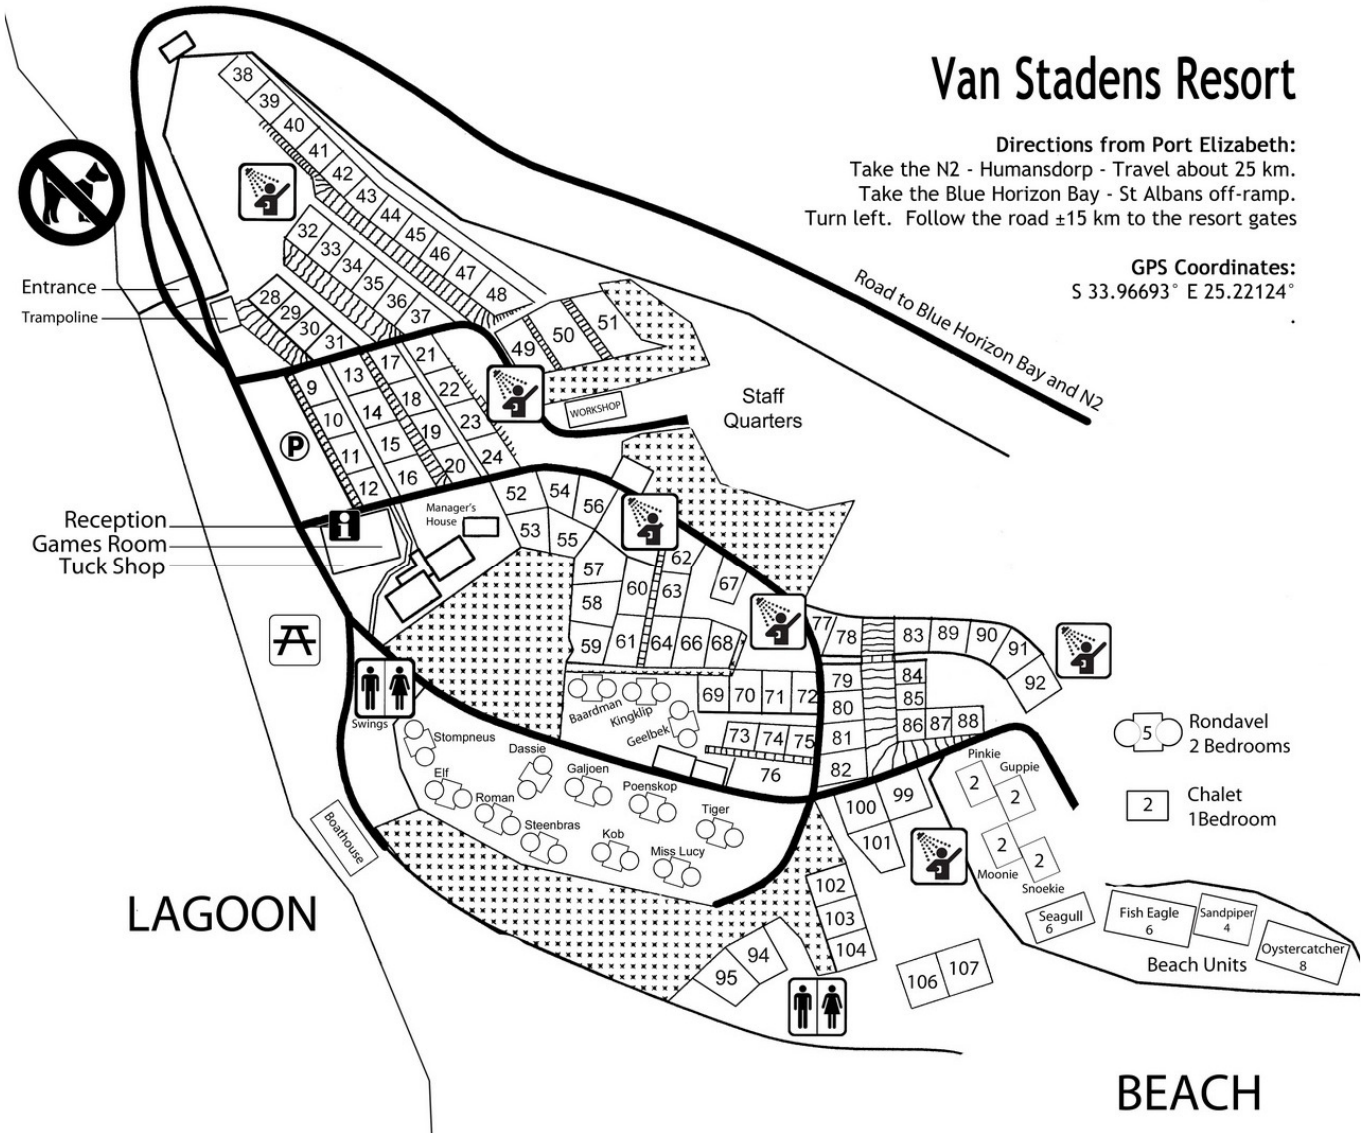 Van Stadens Resort
Directions from Port Elizabeth:
Take the N2 - Humansdorp - Travel about 25 km.
Take the Blue Horizon Bay - St Albans off-ramp.
Turn left. Follow the road ±15 km to the resort gates
GPS Coordinates:
S 33.96693° E 25.22124°
.
Road to Blue Horizon Bay and N2
Entrance
Trampoline
38
39
40
41
42
43
44
45
46
47
48
32
33
34
35
36
37
28
29
30
31
49
50
51
9
10
11
12
13
14
15
16
17
18
19
20
21
22
23
24
P
WORKSHOP
Staff
Quarters
Reception
Games Room
Tuck Shop
i
Manager's
House
52
53
54
55
56
57
58
59
60
61
62
63
64
66
67
68
69
70
71
72
73
74
75
76
77
78
79
80
81
82
83
84
85
86
87
88
89
90
91
92
Swings
Baardman
Kingklip
Geelbek
Stompneus
Dassie
Elf
Galjoen
Roman
Poenskop
Tiger
Steenbras
Kob
Miss Lucy
Boathouse
99
100
101
102
103
104
94
95
106
107
Pinkie
2
Guppie
2
Moonie
2
Snoekie
2
5
Rondavel
2 Bedrooms
2
Chalet
1Bedroom
Seagull
6
Fish Eagle
6
Sandpiper
4
Oystercatcher
8
Beach Units
LAGOON
BEACH